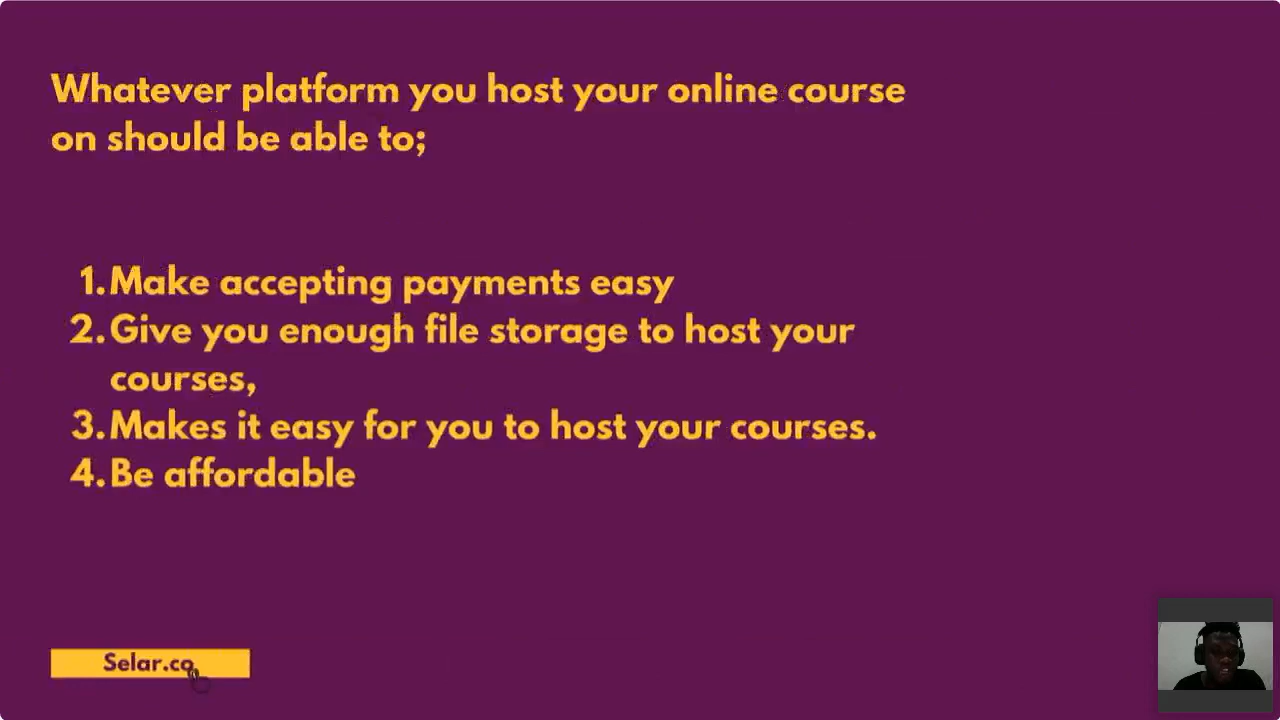 Whatever platform you host your online course
on should be able to;
1. Make accepting payments easy
2. Give you enough file storage to host your
courses,
3. Makes it easy for you to host your courses.
4. Be affordable
Selar.co